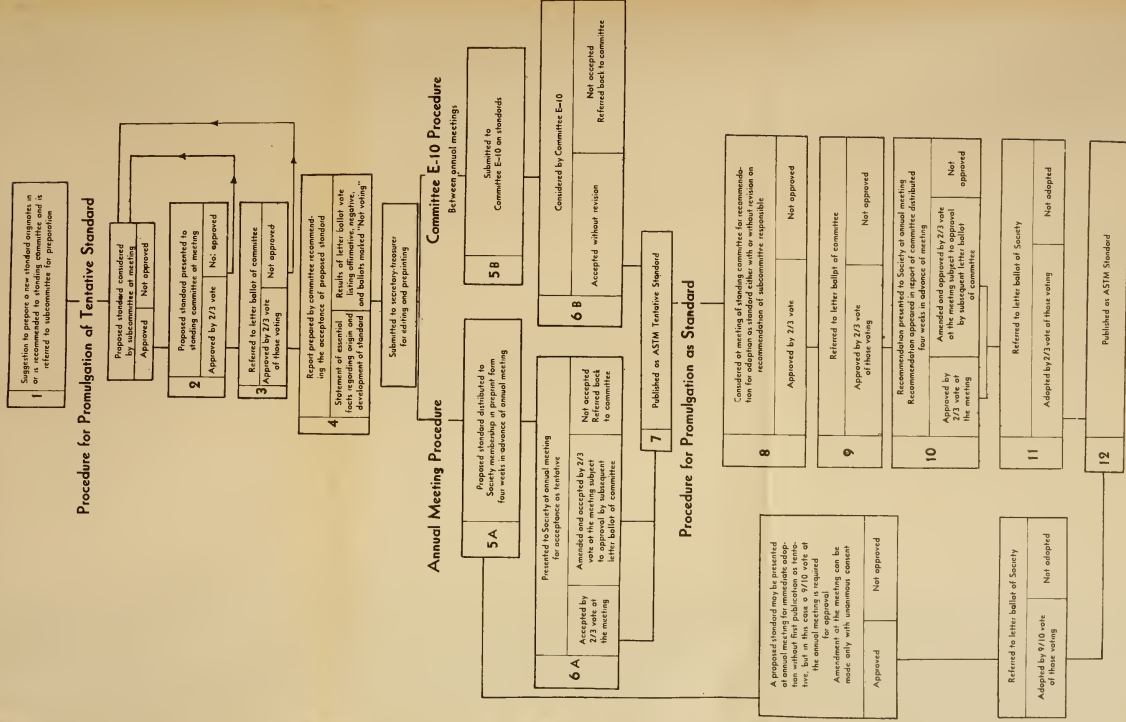 1
Suggestion to prepare a new standard originates in
or is recommended to standing committee and is
referred to subcommittee for preparation
Procedure for Promulgation of Tentative Standard
Proposed standard considered
by subcommittee at meeting
Approved
Not approved
2
Proposed standard presented to
standing committee at meeting
Approved by 2/3 vote
No: approved
3
Referred to letter ballot of committee
Approved by 2/3 vote
of those voting
Not approved
4
Report prepared by committee recommend-
ing the acceptance of proposed standard
Statement of essential
facts regarding origin and
development of standard
Results of letter ballot vote
listing affirmative, negative,
and ballots marked "Not voting"
Submitted to secretary-treasurer
for editing and preprinting
Annual Meeting Procedure
Committee E-10 Procedure
Between annual meetings
5A
Proposed standard distributed to
Society membership in preprint form
four weeks in advance of annual meeting
5B
Submitted to
Committee E-10 on standards
6A
Presented to Society at annual meeting
for acceptance as tentative
Accepted by
2/3 vote at
the meeting
Amended and accepted by 2/3
vote at the meeting subject
to approval by subsequent
letter ballot of committee
Not accepted
Referred back
to committee
6B
Considered by Committee E-10
Accepted without revision
Not accepted
Referred back to committee
7
Published as ASTM Tentative Standard
Procedure for Promulgation as Standard
A proposed standard may be presented
at annual meeting for immediate adop-
tion without first publication as tenta-
tive, but in this case a 9/10 vote at
the annual meeting is required
for approval
Amendment at the meeting can be
made only with unanimous consent
Approved
Not approved
Referred to letter ballot of Society
Adopted by 9/10 vote
of those voting
Not adopted
8
Considered at meeting of standing committee for recommenda-
tion for adoption as standard either with or without revision on
recommendation of subcommittee responsible
Approved by 2/3 vote
Not approved
9
Referred to letter ballot of committee
Approved by 2/3 vote
of those voting
Not approved
10
Recommendation presented to Society at annual meeting
Recommendation appeared in report of committee distributed
four weeks in advance of meeting
Approved by
2/3 vote at
the meeting
Amended and approved by 2/3 vote
at the meeting subject to approval
by subsequent letter ballot
of committee
Not
approved
11
Referred to letter ballot of Society
Adopted by 2/3 vote of those voting
Not adopted
12
Published as ASTM Standard